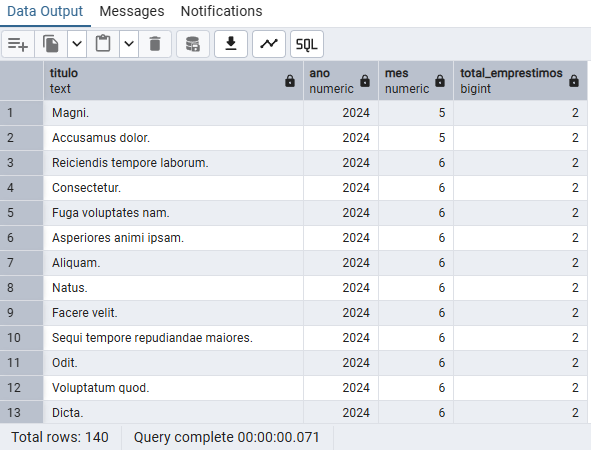 Data Output Messages Notifications
SQL
titulo ano mes total_emprestimos
text numeric numeric bigint
1 Magni. 2024 5 2
2 Accusamus dolor. 2024 5 2
3 Reiciendis tempore laborum. 2024 6 2
4 Consectetur. 2024 6 2
5 Fuga voluptates nam. 2024 6 2
6 Asperiores animi ipsam. 2024 6 2
7 Aliquam. 2024 6 2
8 Natus. 2024 6 2
9 Facere velit. 2024 6 2
10 Sequi tempore repudiandae maiores. 2024 6 2
11 Odit. 2024 6 2
12 Voluptatum quod. 2024 6 2
13 Dicta. 2024 6 2
Total rows: 140 Query complete 00:00:00.071